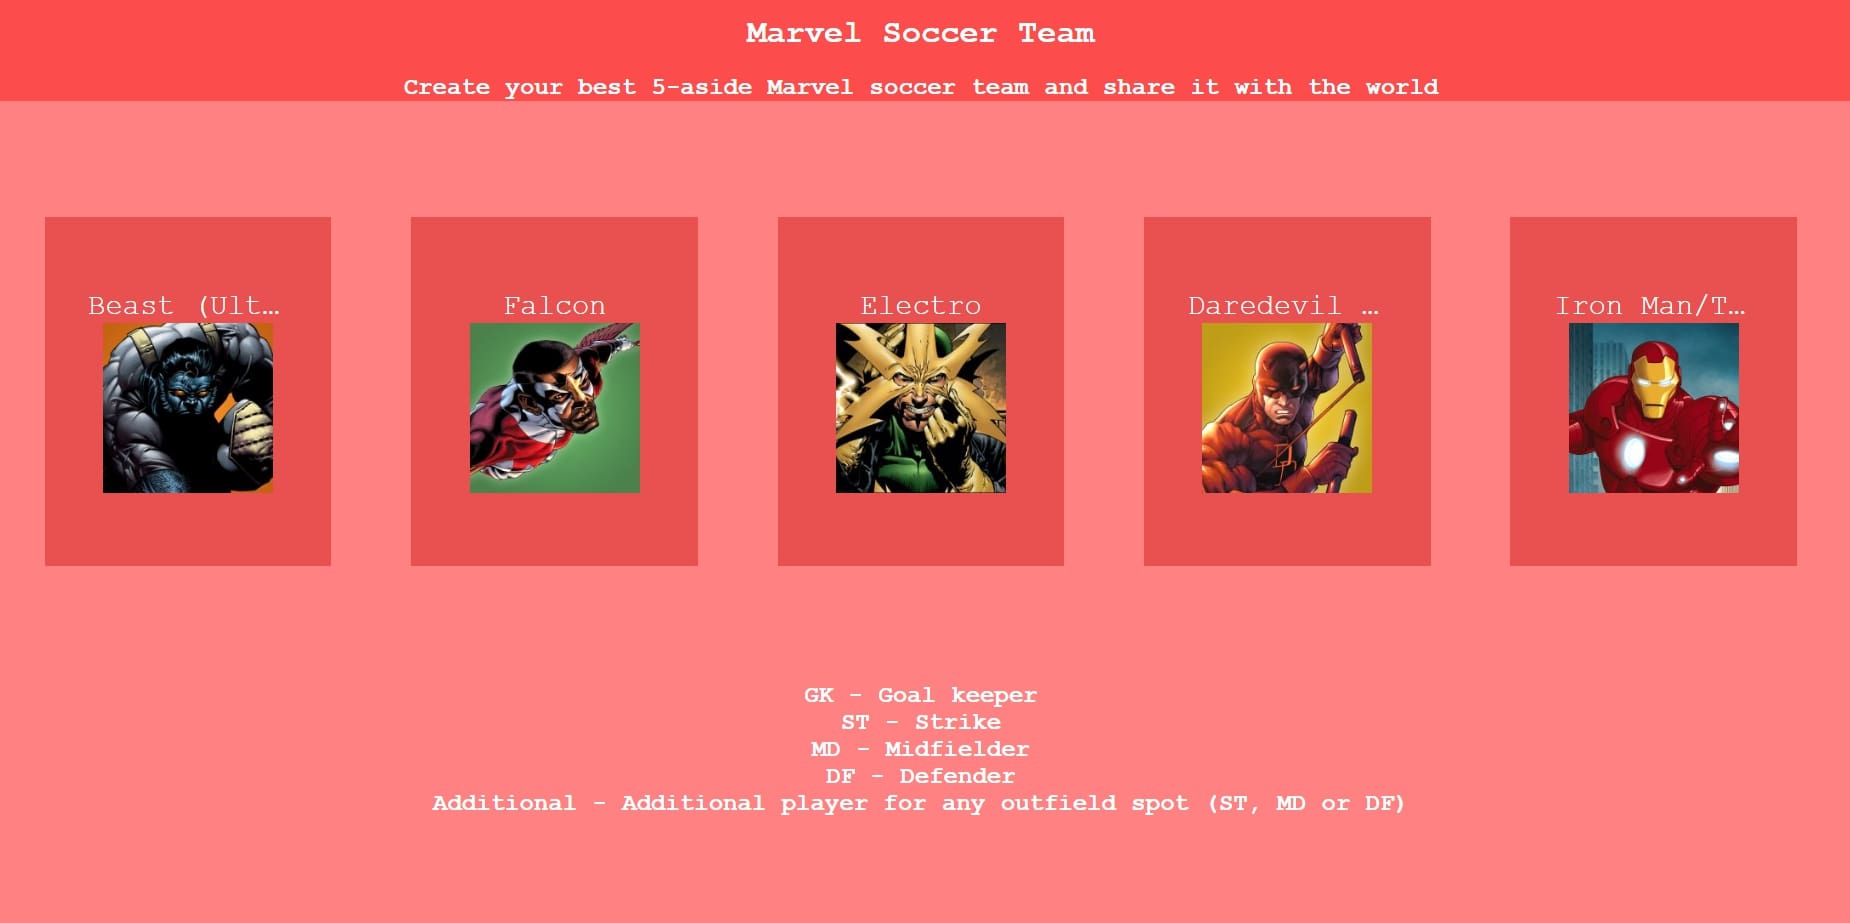 Marvel Soccer Team
Create your best 5-aside Marvel soccer team and share it with the world
Beast (Ult…
Falcon
Electro
Daredevil …
Iron Man/T…
GK - Goal keeper
ST - Strike
MD - Midfielder
DF - Defender
Additional - Additional player for any outfield spot (ST, MD or DF)